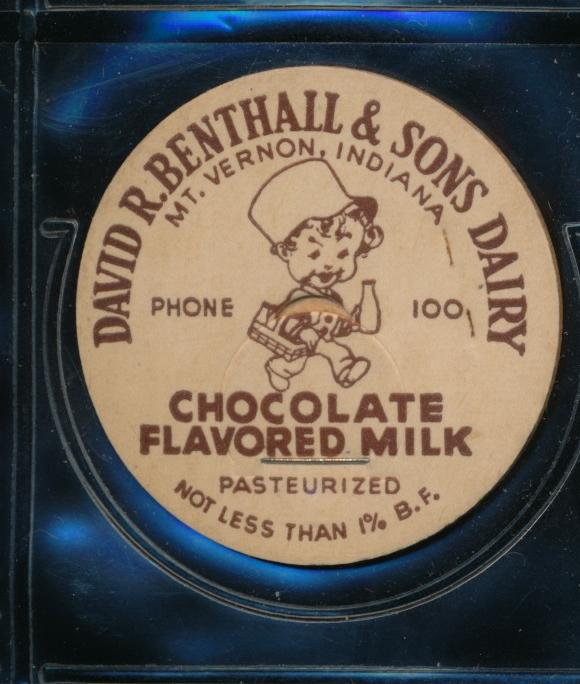 DAVID R. BENTHALL & SONS DAIRY
MT. VERNON, INDIANA
PHONE 100
CHOCOLATE
FLAVORED MILK
PASTEURIZED
NOT LESS THAN 1% B.F.